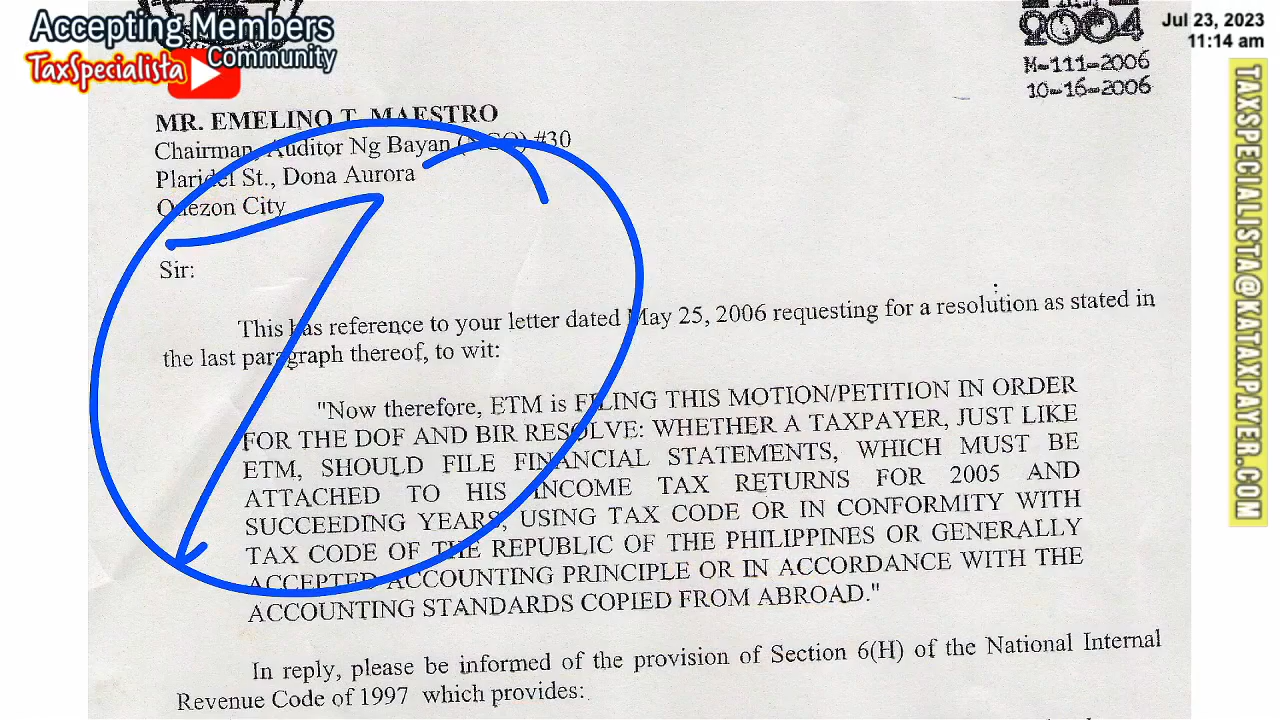 Accepting Members
Community
TaxSpecialista
2004
M-111-2006
10-16-2006
Jul 23, 2023
11:14 am
TAXSPECIALISTA@KATAXPAYER.COM
MR. EMELINO T. MAESTRO
Chairman, Auditor Ng Bayan (NGO) #30
Plaridel St., Dona Aurora
Quezon City
Sir:
This has reference to your letter dated May 25, 2006 requesting for a resolution as stated in
the last paragraph thereof, to wit:
"Now therefore, ETM is FILING THIS MOTION/PETITION IN ORDER
FOR THE DOF AND BIR RESOLVE: WHETHER A TAXPAYER, JUST LIKE
ETM, SHOULD FILE FINANCIAL STATEMENTS, WHICH MUST BE
ATTACHED TO HIS INCOME TAX RETURNS FOR 2005 AND
SUCCEEDING YEARS, USING TAX CODE OR IN CONFORMITY WITH
TAX CODE OF THE REPUBLIC OF THE PHILIPPINES OR GENERALLY
ACCEPTED ACCOUNTING PRINCIPLE OR IN ACCORDANCE WITH THE
ACCOUNTING STANDARDS COPIED FROM ABROAD."
In reply, please be informed of the provision of Section 6(H) of the National Internal
Revenue Code of 1997 which provides: